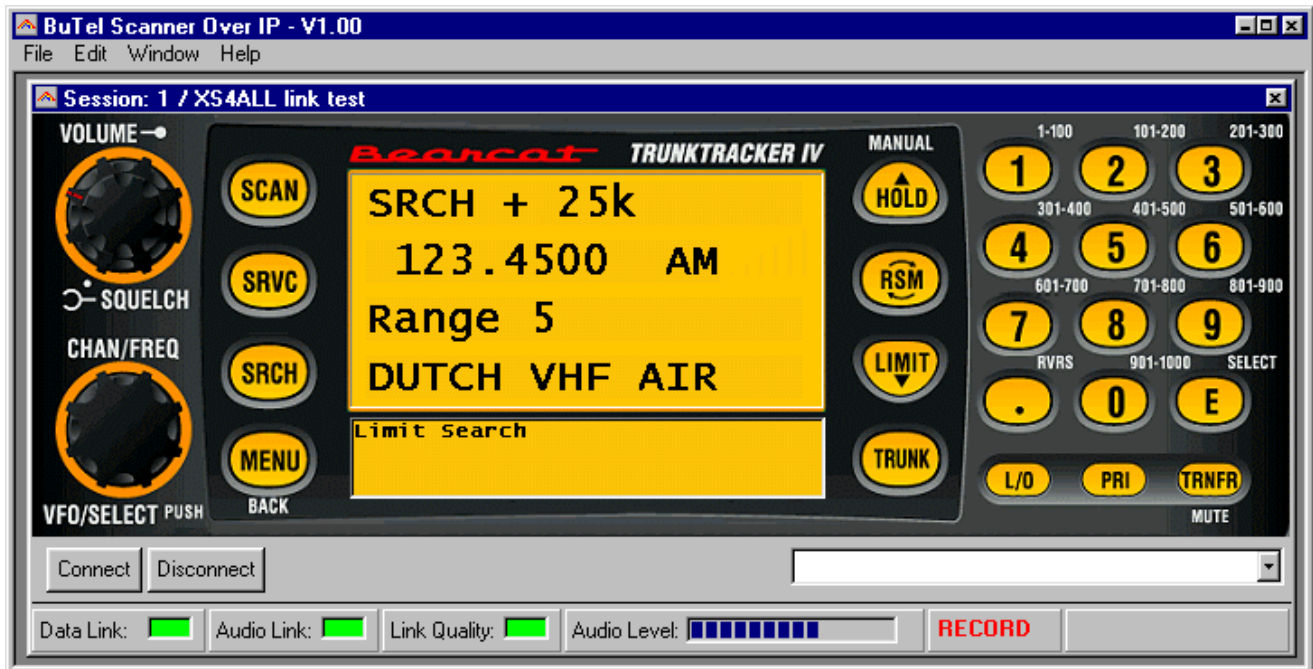 BuTel Scanner Over IP - V1.00
File Edit Window Help
Session: 1 / XS4ALL link test
VOLUME
SQUELCH
CHAN/FREQ
VFO/SELECT PUSH
SCAN
SRVC
SRCH
MENU
BACK
Bearcat TRUNKTRACKER IV
SRCH + 25k
123.4500 AM
Range 5
DUTCH VHF AIR
Limit Search
MANUAL
HOLD
RSM
LIMIT
TRUNK
1-100 101-200 201-300
1 2 3
301-400 401-500 501-600
4 5 6
601-700 701-800 801-900
7 8 9
RVRS 901-1000 SELECT
. 0 E
L/O PRI TRNFR
MUTE
Connect Disconnect
Data Link: Audio Link: Link Quality: Audio Level: RECORD